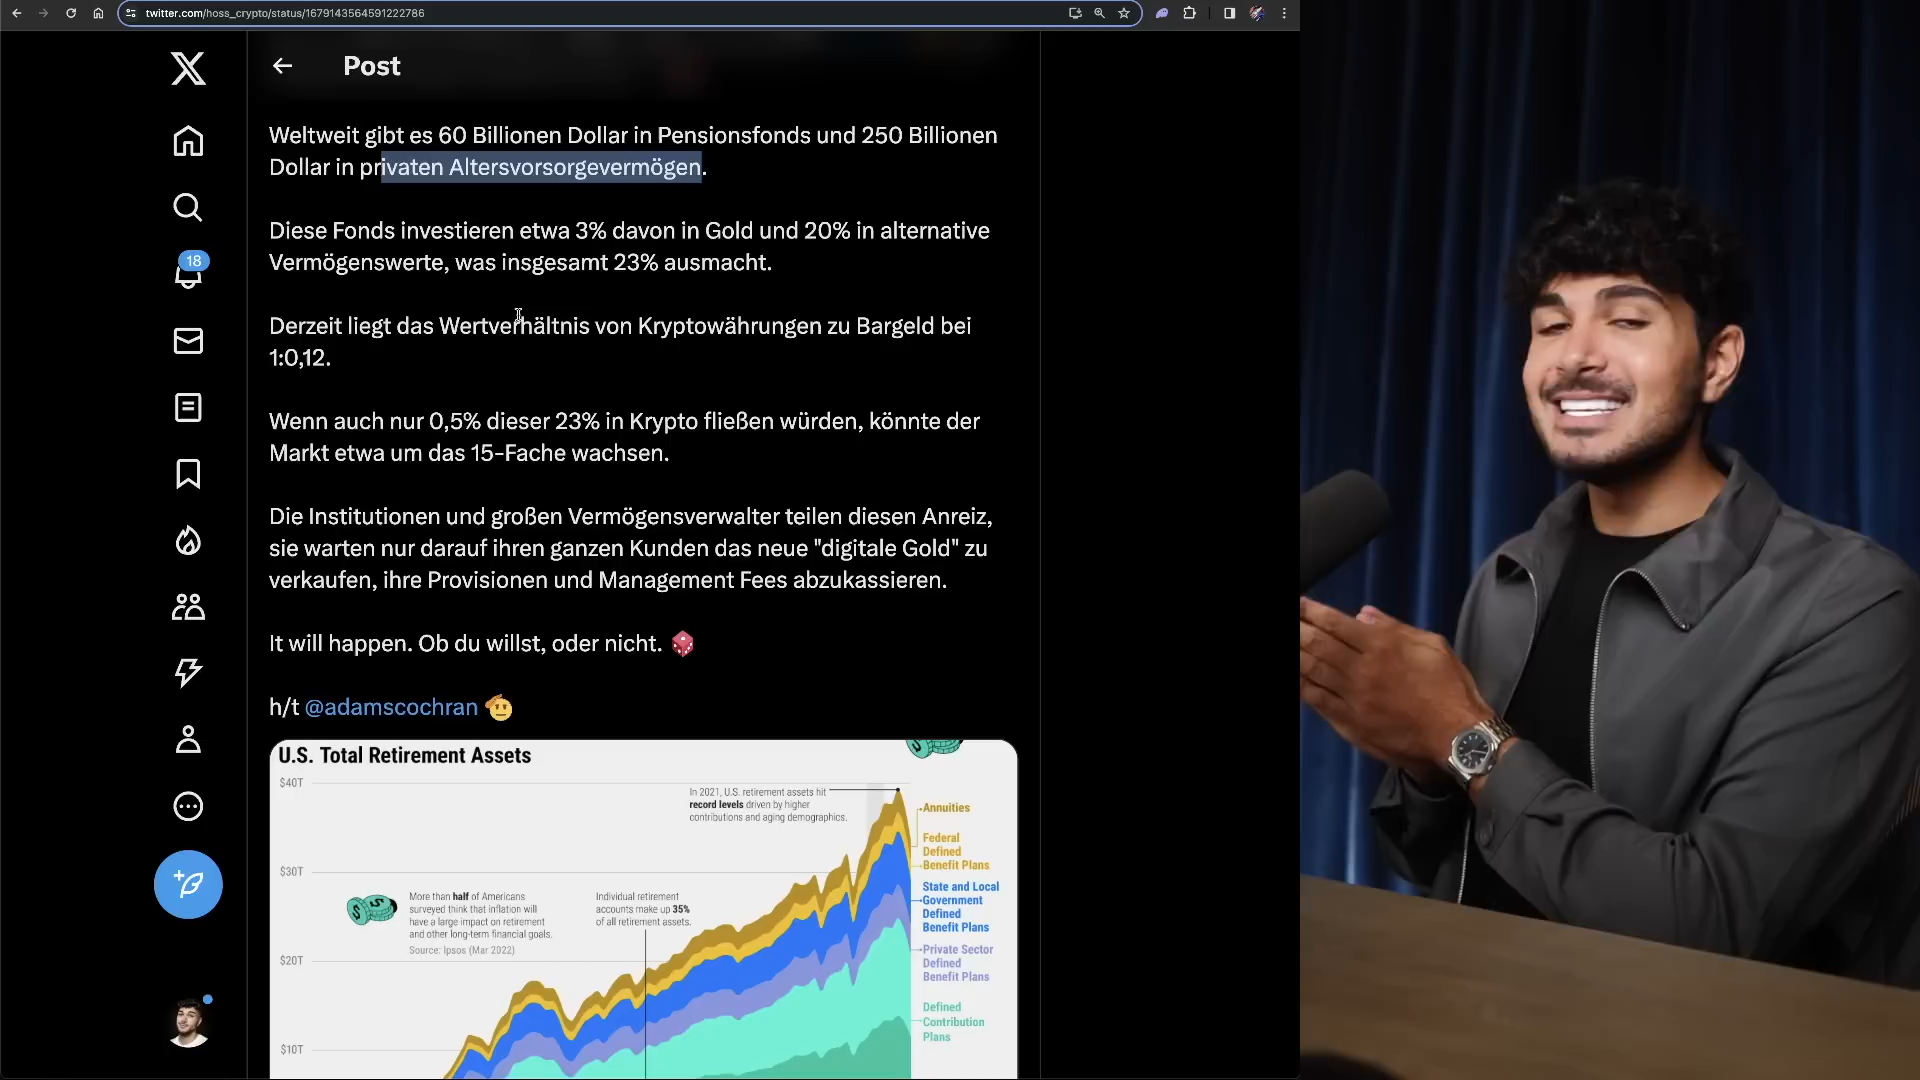 twitter.com/hoss_crypto/status/1679143564591222786
Post
18
Weltweit gibt es 60 Billionen Dollar in Pensionsfonds und 250 Billionen
Dollar in privaten Altersvorsorgevermögen.
Diese Fonds investieren etwa 3% davon in Gold und 20% in alternative
Vermögenswerte, was insgesamt 23% ausmacht.
Derzeit liegt das Wertverhältnis von Kryptowährungen zu Bargeld bei
1:0,12.
Wenn auch nur 0,5% dieser 23% in Krypto fließen würden, könnte der
Markt etwa um das 15-Fache wachsen.
Die Institutionen und großen Vermögensverwalter teilen diesen Anreiz,
sie warten nur darauf ihren ganzen Kunden das neue "digitale Gold" zu
verkaufen, ihre Provisionen und Management Fees abzukassieren.
It will happen. Ob du willst, oder nicht. 🎲
h/t @adamscochran 🫡
U.S. Total Retirement Assets
$40T
$30T
$20T
$10T
In 2021, U.S. retirement assets hit
record levels driven by higher
contributions and aging demographics.
More than half of Americans
surveyed think that inflation will
have a large impact on retirement
and other long-term financial goals.
Source: Ipsos (Mar 2022)
Individual retirement
accounts make up 35%
of all retirement assets.
Annuities
Federal
Defined
Benefit Plans
State and Local
Government
Defined
Benefit Plans
Private Sector
Defined
Benefit Plans
Defined
Contribution
Plans